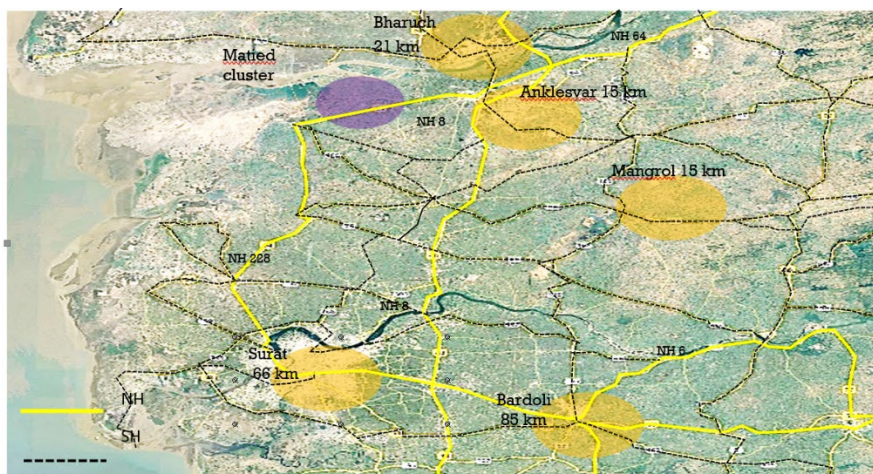 Bharuch
21 km
NH 64
Matied
cluster
Anklesvar 15 km
NH 8
Mangrol 15 km
NH 228
NH 8
Surat
66 km
NH 6
Bardoli
85 km
NH
SH